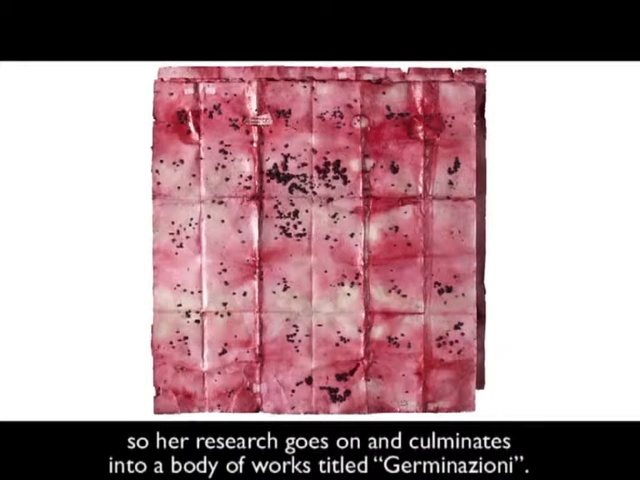 so her research goes on and culminates
into a body of works titled “Germinazioni”.